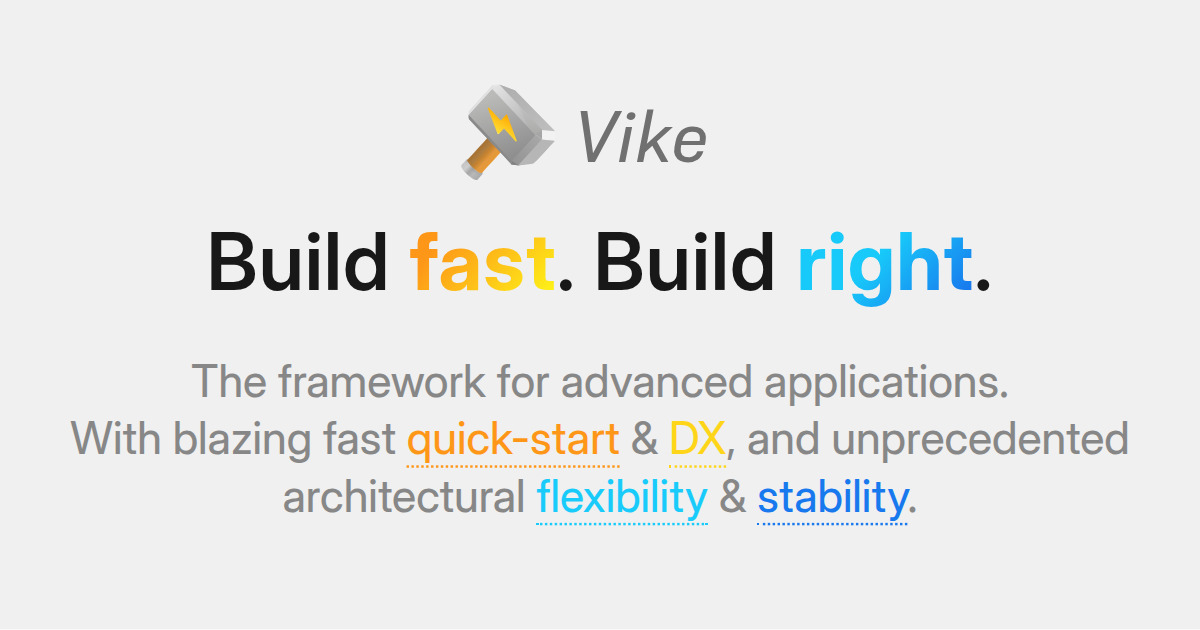 Vike
Build fast. Build right.
The framework for advanced applications.
With blazing fast quick-start & DX, and unprecedented
architectural flexibility & stability.